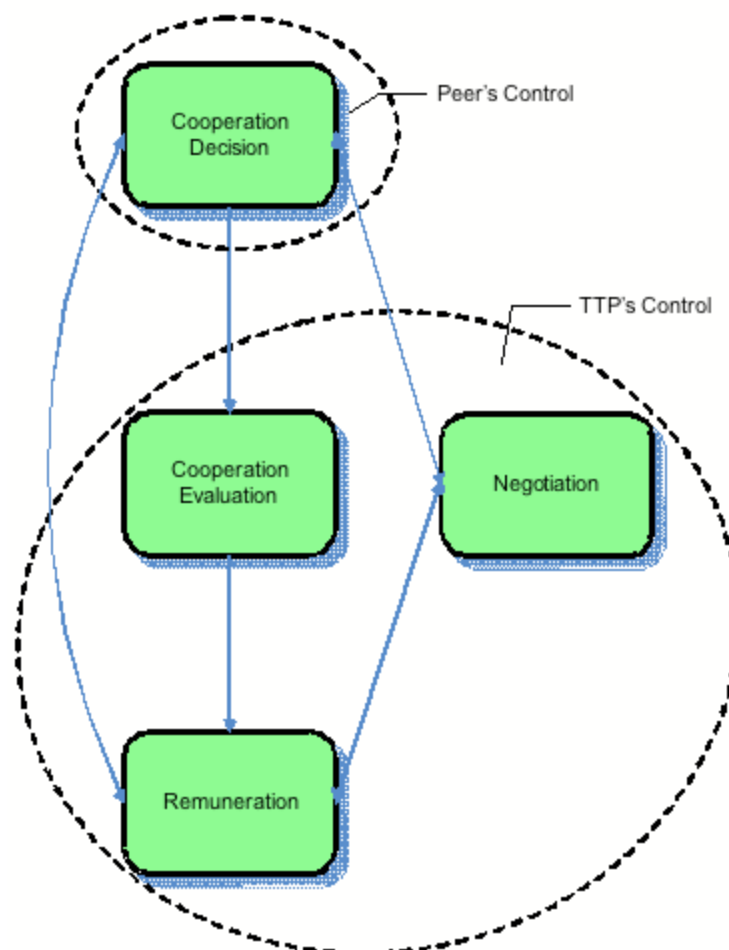 Cooperation
Decision
Peer's Control
TTP's Control
Cooperation
Evaluation
Negotiation
Remuneration